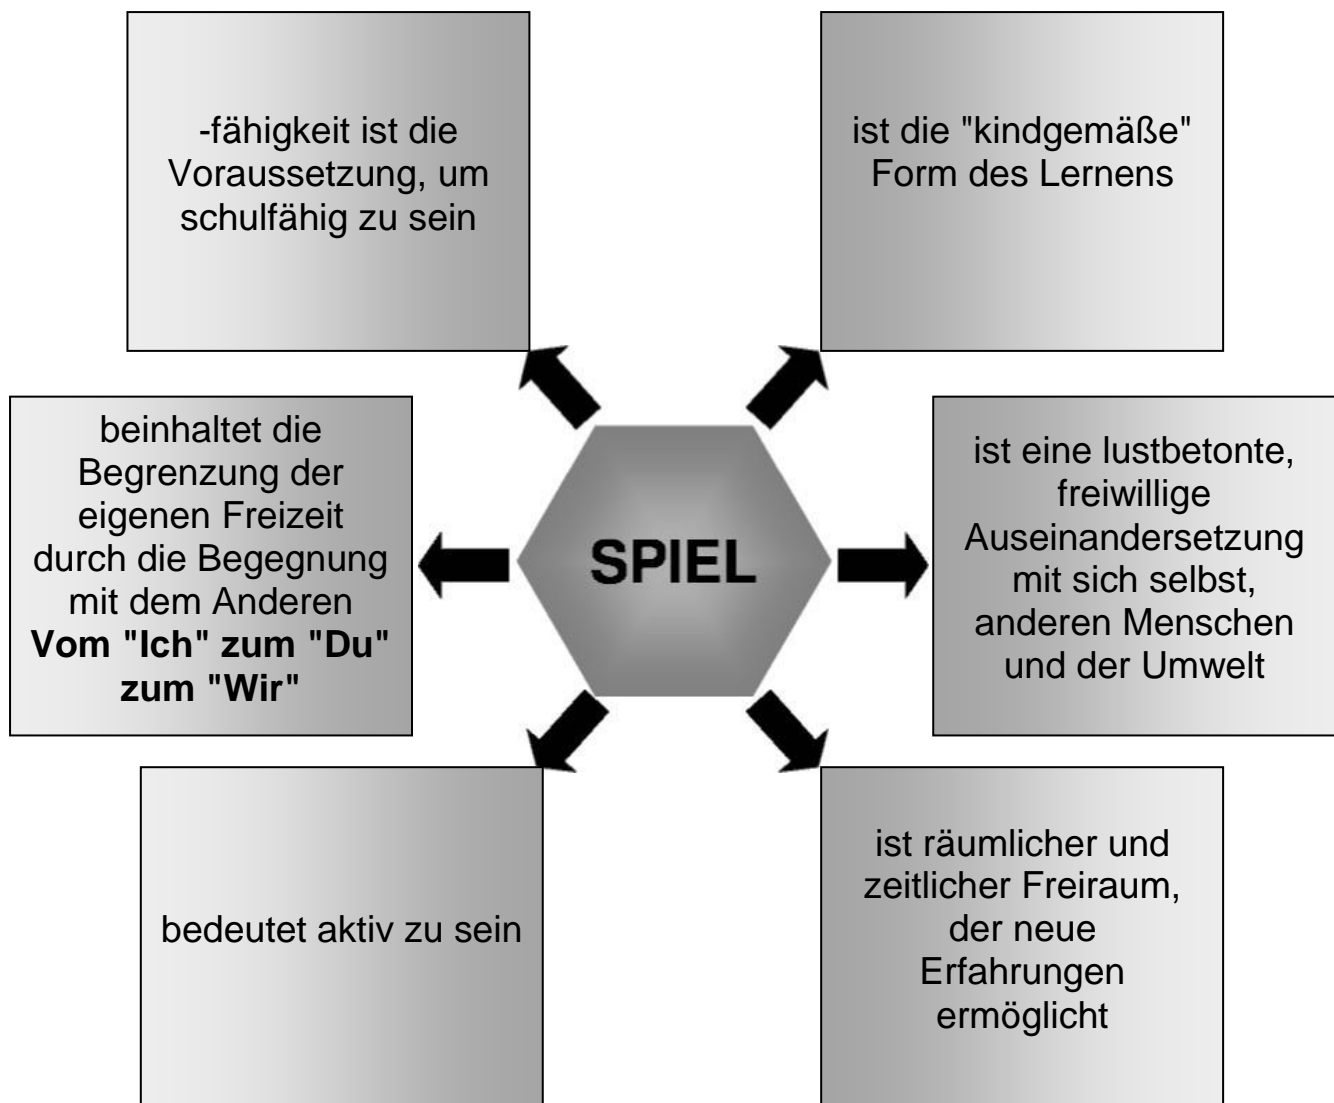 -fähigkeit ist die
Voraussetzung, um
schulfähig zu sein
ist die "kindgemäße"
Form des Lernens
beinhaltet die
Begrenzung der
eigenen Freizeit
durch die Begegnung
mit dem Anderen
Vom "Ich" zum "Du"
zum "Wir"
SPIEL
ist eine lustbetonte,
freiwillige
Auseinandersetzung
mit sich selbst,
anderen Menschen
und der Umwelt
bedeutet aktiv zu sein
ist räumlicher und
zeitlicher Freiraum,
der neue
Erfahrungen
ermöglicht